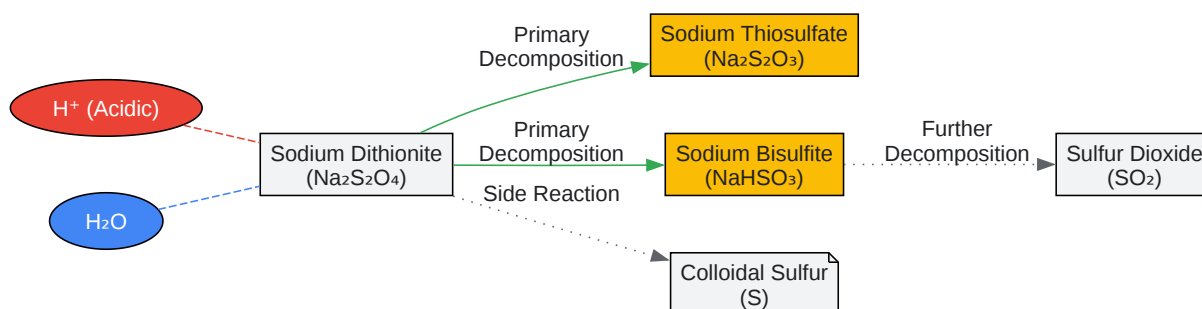 Primary
Decomposition
Sodium Thiosulfate
(Na₂S₂O₃)
H⁺ (Acidic)
Sodium Dithionite
(Na₂S₂O₄)
H₂O
Primary
Decomposition
Sodium Bisulfite
(NaHSO₃)
Further
Decomposition
Sulfur Dioxide
(SO₂)
Side Reaction
Colloidal Sulfur
(S)